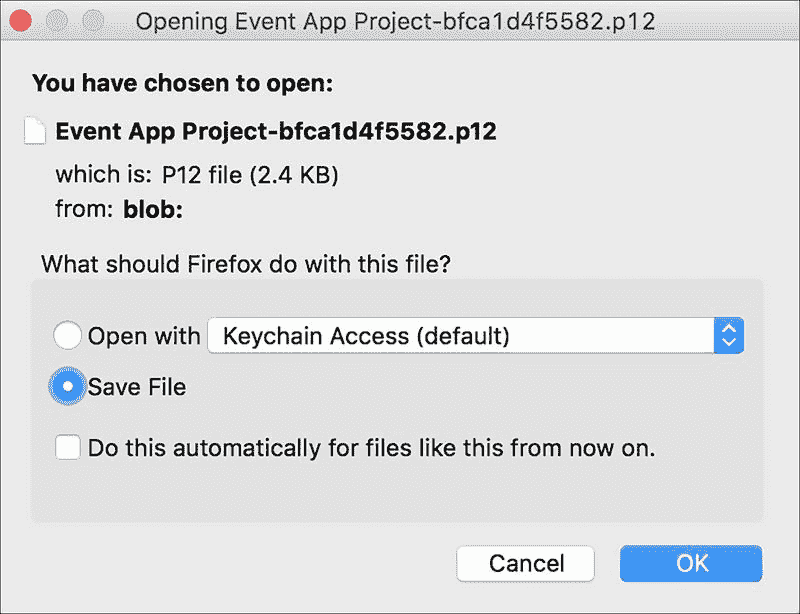 Opening Event App Project-bfca1d4f5582.p12
You have chosen to open:
Event App Project-bfca1d4f5582.p12
which is: P12 file (2.4 KB)
from: blob:
What should Firefox do with this file?
Open with Keychain Access (default)
Save File
Do this automatically for files like this from now on.
Cancel OK